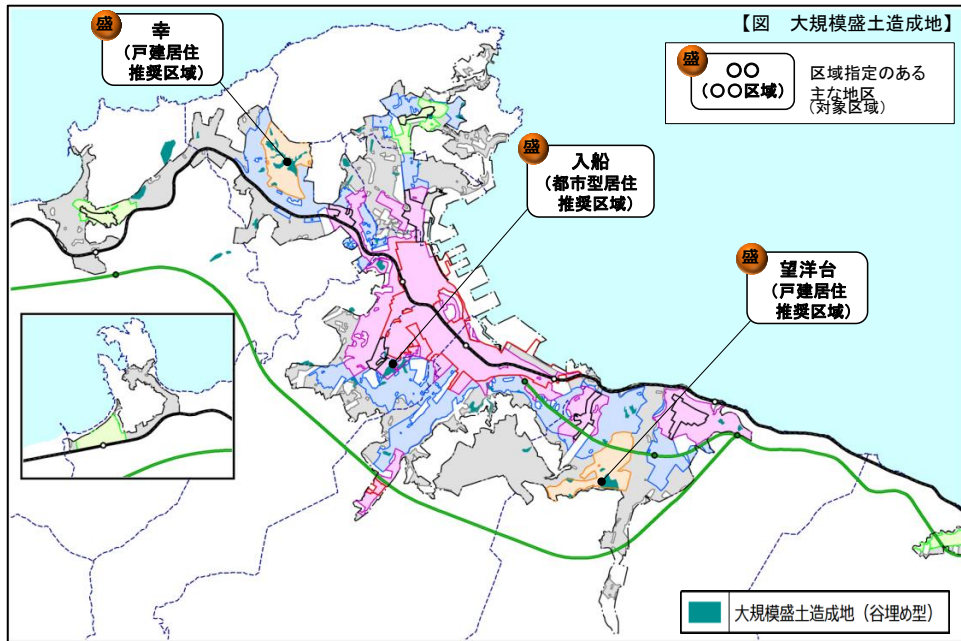 【図 大規模盛土造成地】
盛
幸
(戸建居住
推奨区域)
盛
〇〇
(〇〇区域)
区域指定のある
主な地区
(対象区域)
盛
入船
(都市型居住
推奨区域)
盛
望洋台
(戸建居住
推奨区域)
大規模盛土造成地(谷埋め型)